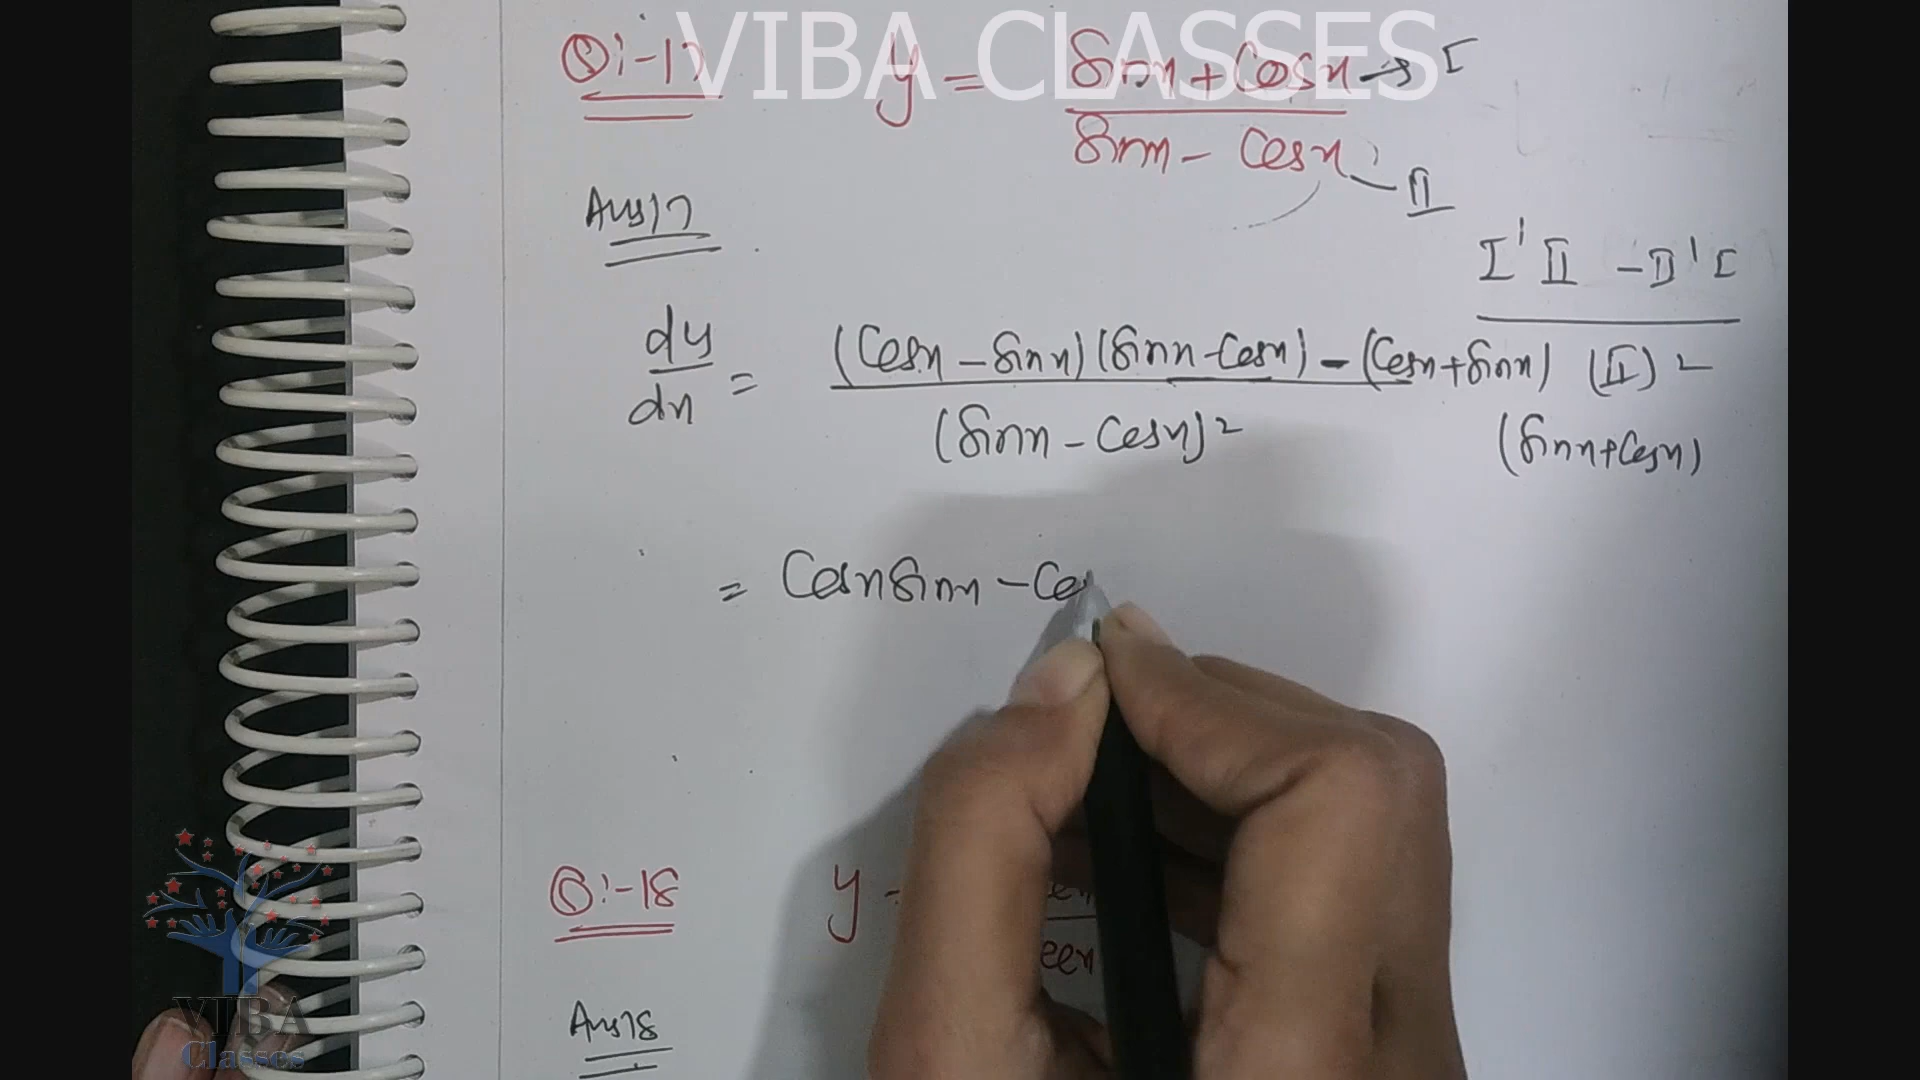 VIBA CLASSES
Q:-17 y = Sinx + Cosx → I
Sinx - Cosx - II
Ans17
I' II - II' I
dy = (Cosx - Sinx)(Sinx - Cosx) - (Cosx + Sinx) (II)²
dx (Sinx - Cosx)² (Sinx + Cosx)
= CosxSinx - Cos
Q:-18 y =
Ans18
VIBA
Classes